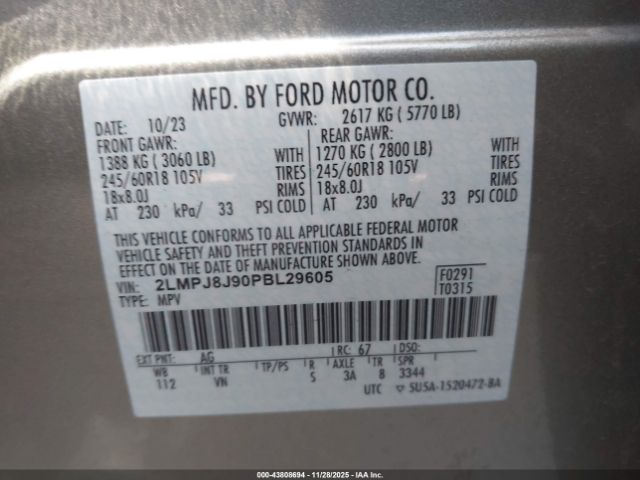 MFD. BY FORD MOTOR CO.
DATE: 10/23 GVWR: 2617 KG ( 5770 LB)
FRONT GAWR: REAR GAWR:
1388 KG ( 3060 LB) WITH 1270 KG ( 2800 LB) WITH
245/60R18 105V TIRES 245/60R18 105V TIRES
18x8.0J RIMS 18x8.0J RIMS
AT 230 kPa/ 33 PSI COLD AT 230 kPa/ 33 PSI COLD
THIS VEHICLE CONFORMS TO ALL APPLICABLE FEDERAL MOTOR
VEHICLE SAFETY AND THEFT PREVENTION STANDARDS IN
EFFECT ON THE DATE OF MANUFACTURE SHOWN ABOVE.
VIN: 2LMPJ8J90PBL29605 F0291
TYPE: MPV T0315
EXT PNT: AG RC: 67 DSO:
WB INT TR TP/PS R AXLE TR SPR
112 VN S 3A 8 3344
UTC ▽ 5U5A-1520472-BA
000-43808694 | 11/28/2025 | IAA Inc.